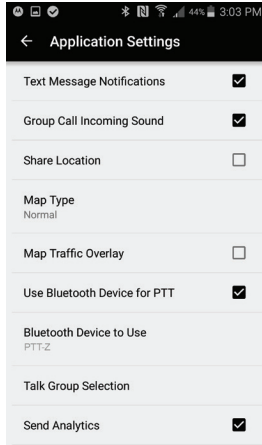 44% 3:03 PM
Application Settings
Text Message Notifications
Group Call Incoming Sound
Share Location
Map Type
Normal
Map Traffic Overlay
Use Bluetooth Device for PTT
Bluetooth Device to Use
PTT-Z
Talk Group Selection
Send Analytics